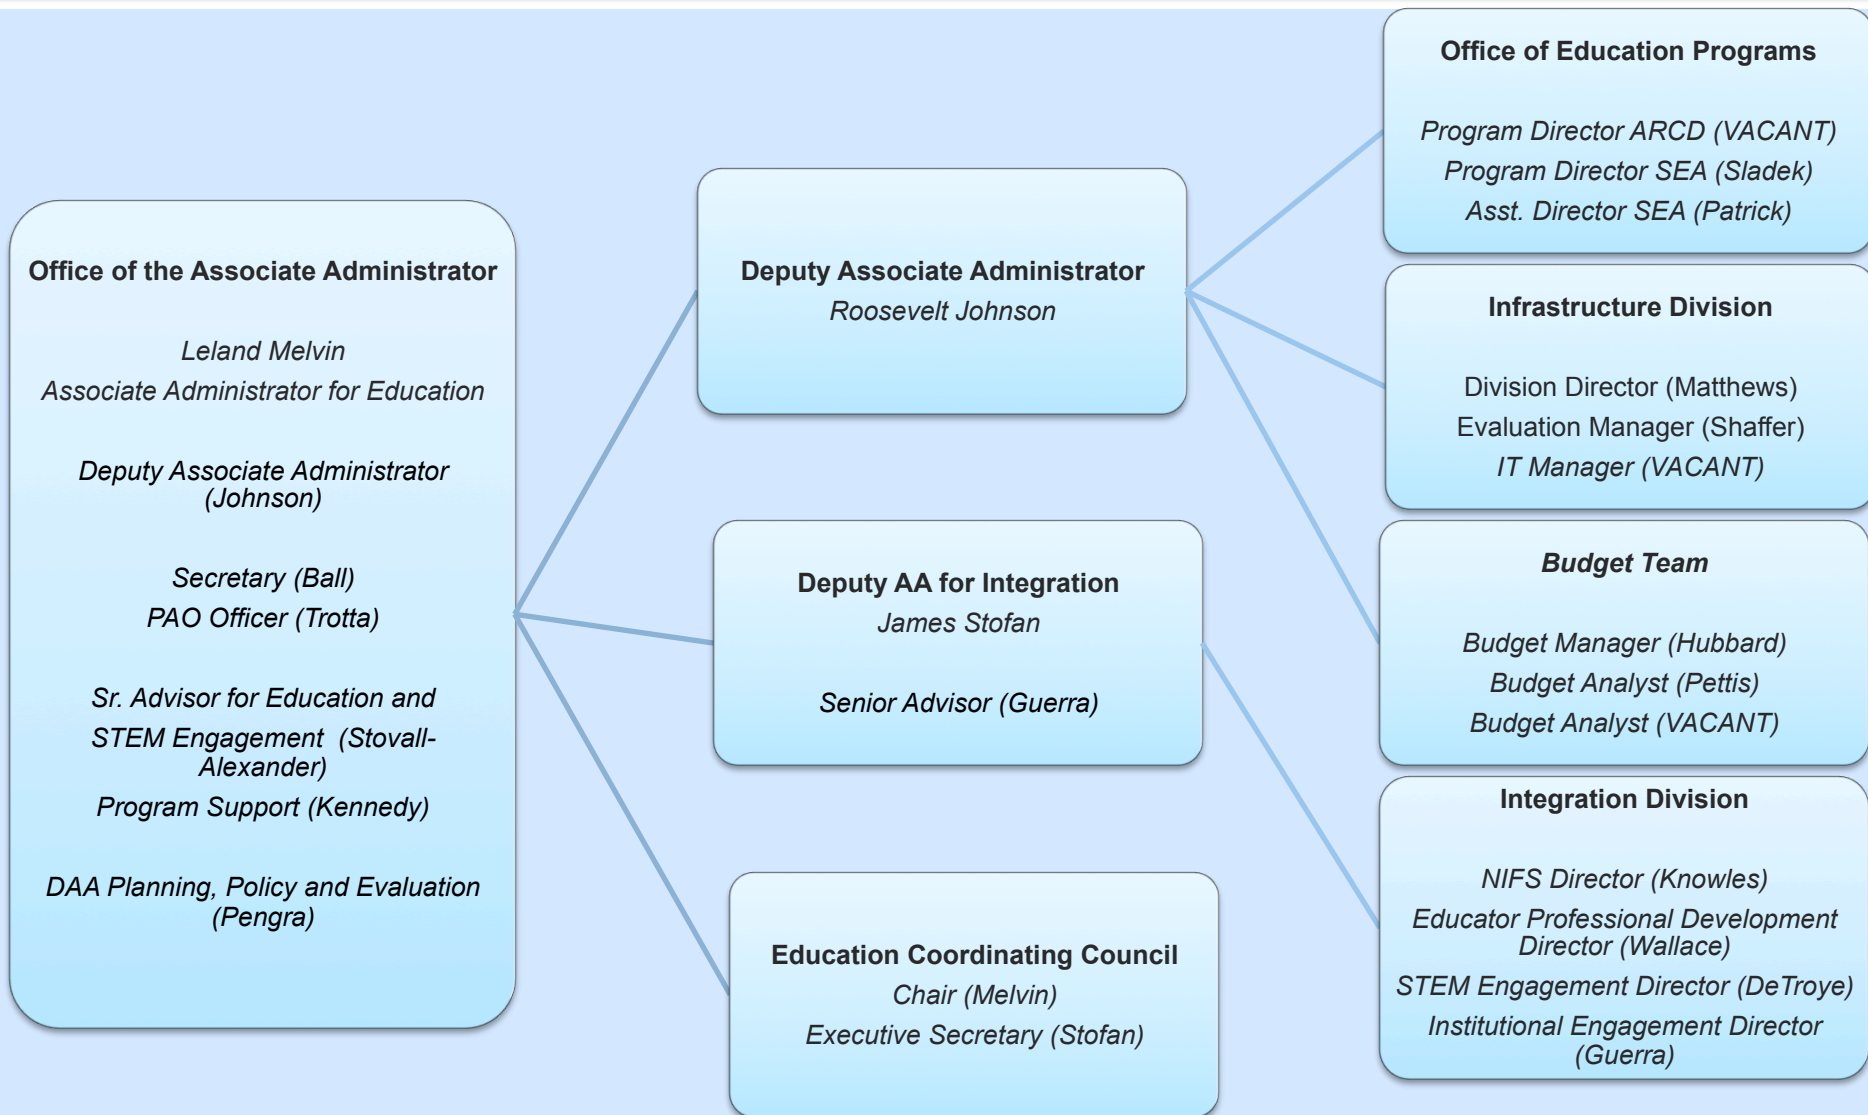 Office of the Associate Administrator
Leland Melvin
Associate Administrator for Education
Deputy Associate Administrator
(Johnson)
Secretary (Ball)
PAO Officer (Trotta)
Sr. Advisor for Education and
STEM Engagement  (Stovall-
Alexander)
Program Support (Kennedy)
DAA Planning, Policy and Evaluation
(Pengra)
Deputy Associate Administrator
Roosevelt Johnson
Deputy AA for Integration
James Stofan
Senior Advisor (Guerra)
Education Coordinating Council
Chair (Melvin)
Executive Secretary (Stofan)
Office of Education Programs
Program Director ARCD (VACANT)
Program Director SEA (Sladek)
Asst. Director SEA (Patrick)
Infrastructure Division
Division Director (Matthews)
Evaluation Manager (Shaffer)
IT Manager (VACANT)
Budget Team
Budget Manager (Hubbard)
Budget Analyst (Pettis)
Budget Analyst (VACANT)
Integration Division
NIFS Director (Knowles)
Educator Professional Development
Director (Wallace)
STEM Engagement Director (DeTroye)
Institutional Engagement Director
(Guerra)